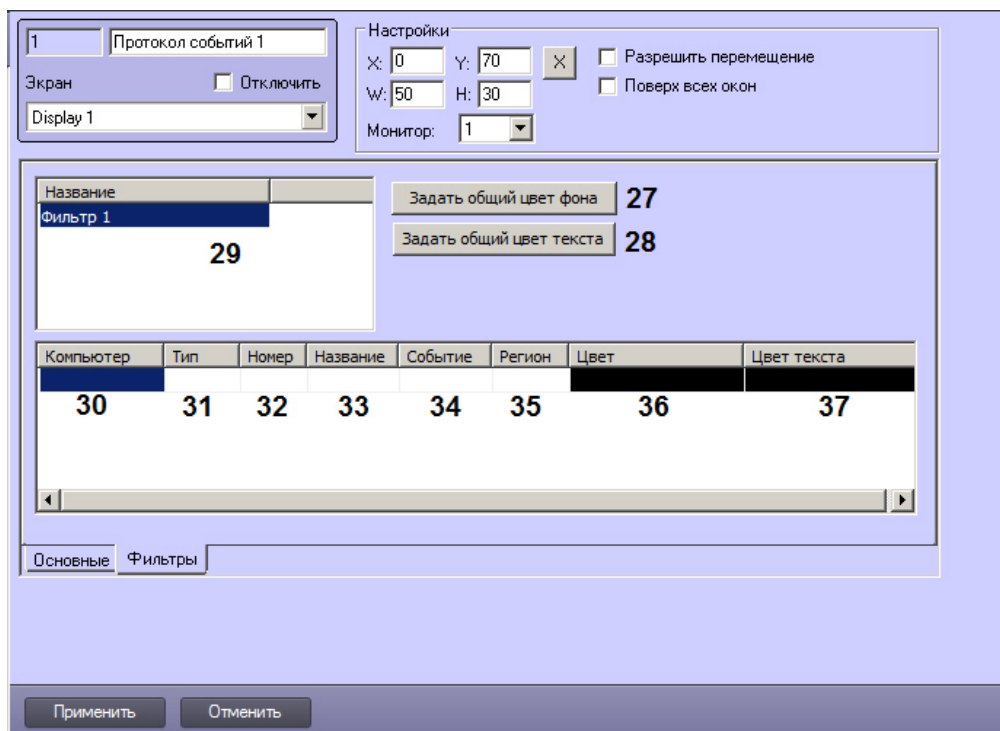 1 Протокол событий 1
Экран Отключить
Display 1
Настройки
X: 0 Y: 70 X Разрешить перемещение
W: 50 H: 30 Поверх всех окон
Монитор: 1
Название
Фильтр 1
29
Задать общий цвет фона 27
Задать общий цвет текста 28
Компьютер Тип Номер Название Событие Регион Цвет Цвет текста
30 31 32 33 34 35 36 37
Основные Фильтры
Применить Отменить